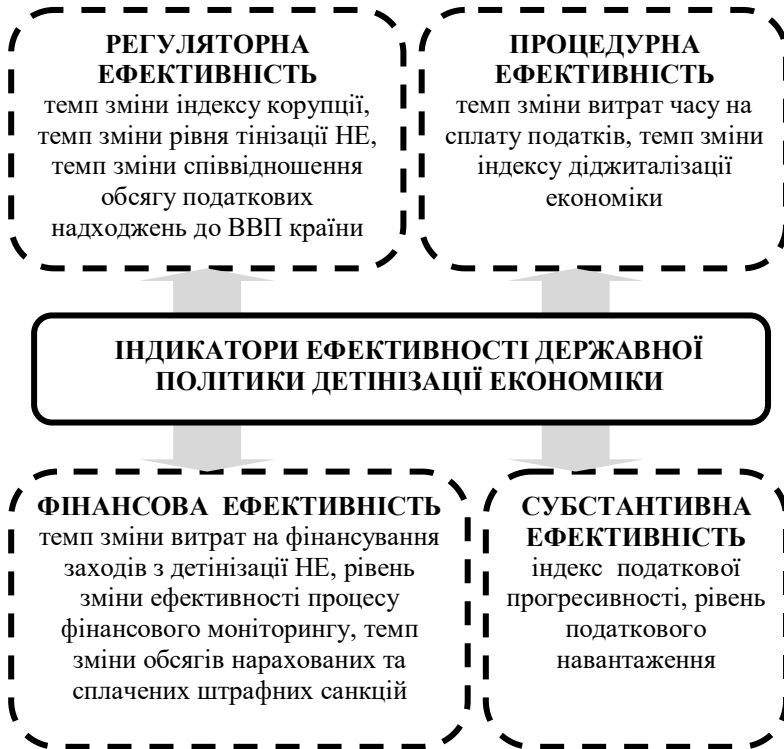 РЕГУЛЯТОРНА
ЕФЕКТИВНІСТЬ
темп зміни індексу корупції,
темп зміни рівня тінізації НЕ,
темп зміни співвідношення
обсягу податкових
надходжень до ВВП країни
ПРОЦЕДУРНА
ЕФЕКТИВНІСТЬ
темп зміни витрат часу на
сплату податків, темп зміни
індексу діджиталізації
економіки
ІНДИКАТОРИ ЕФЕКТИВНОСТІ ДЕРЖАВНОЇ
ПОЛІТИКИ ДЕТІНІЗАЦІЇ ЕКОНОМІКИ
ФІНАНСОВА ЕФЕКТИВНІСТЬ
темп зміни витрат на фінансування
заходів з детінізації НЕ, рівень
зміни ефективності процесу
фінансового моніторингу, темп
зміни обсягів нарахованих та
сплачених штрафних санкцій
СУБСТАНТИВНА
ЕФЕКТИВНІСТЬ
індекс податкової
прогресивності, рівень
податкового
навантаження